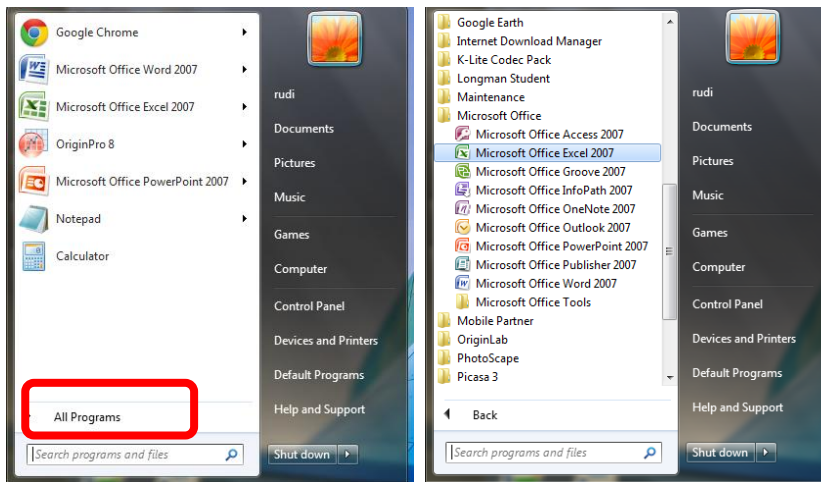 Google Chrome
Microsoft Office Word 2007
Microsoft Office Excel 2007
OriginPro 8
Microsoft Office PowerPoint 2007
Notepad
Calculator
All Programs
Search programs and files
rudi
Documents
Pictures
Music
Games
Computer
Control Panel
Devices and Printers
Default Programs
Help and Support
Shut down
Google Earth
Internet Download Manager
K-Lite Codec Pack
Longman Student
Maintenance
Microsoft Office
Microsoft Office Access 2007
Microsoft Office Excel 2007
Microsoft Office Groove 2007
Microsoft Office InfoPath 2007
Microsoft Office OneNote 2007
Microsoft Office Outlook 2007
Microsoft Office PowerPoint 2007
Microsoft Office Publisher 2007
Microsoft Office Word 2007
Microsoft Office Tools
Mobile Partner
OriginLab
PhotoScape
Picasa 3
Back
Search programs and files
rudi
Documents
Pictures
Music
Games
Computer
Control Panel
Devices and Printers
Default Programs
Help and Support
Shut down